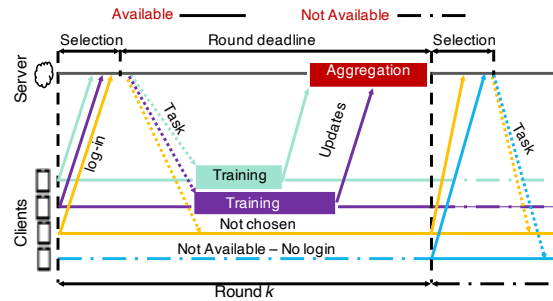 Available
Not Available
Selection
Round deadline
Selection
Server
Aggregation
log-in
Task
Updates
Task
Training
Training
Clients
Not chosen
Not Available – No login
Round k